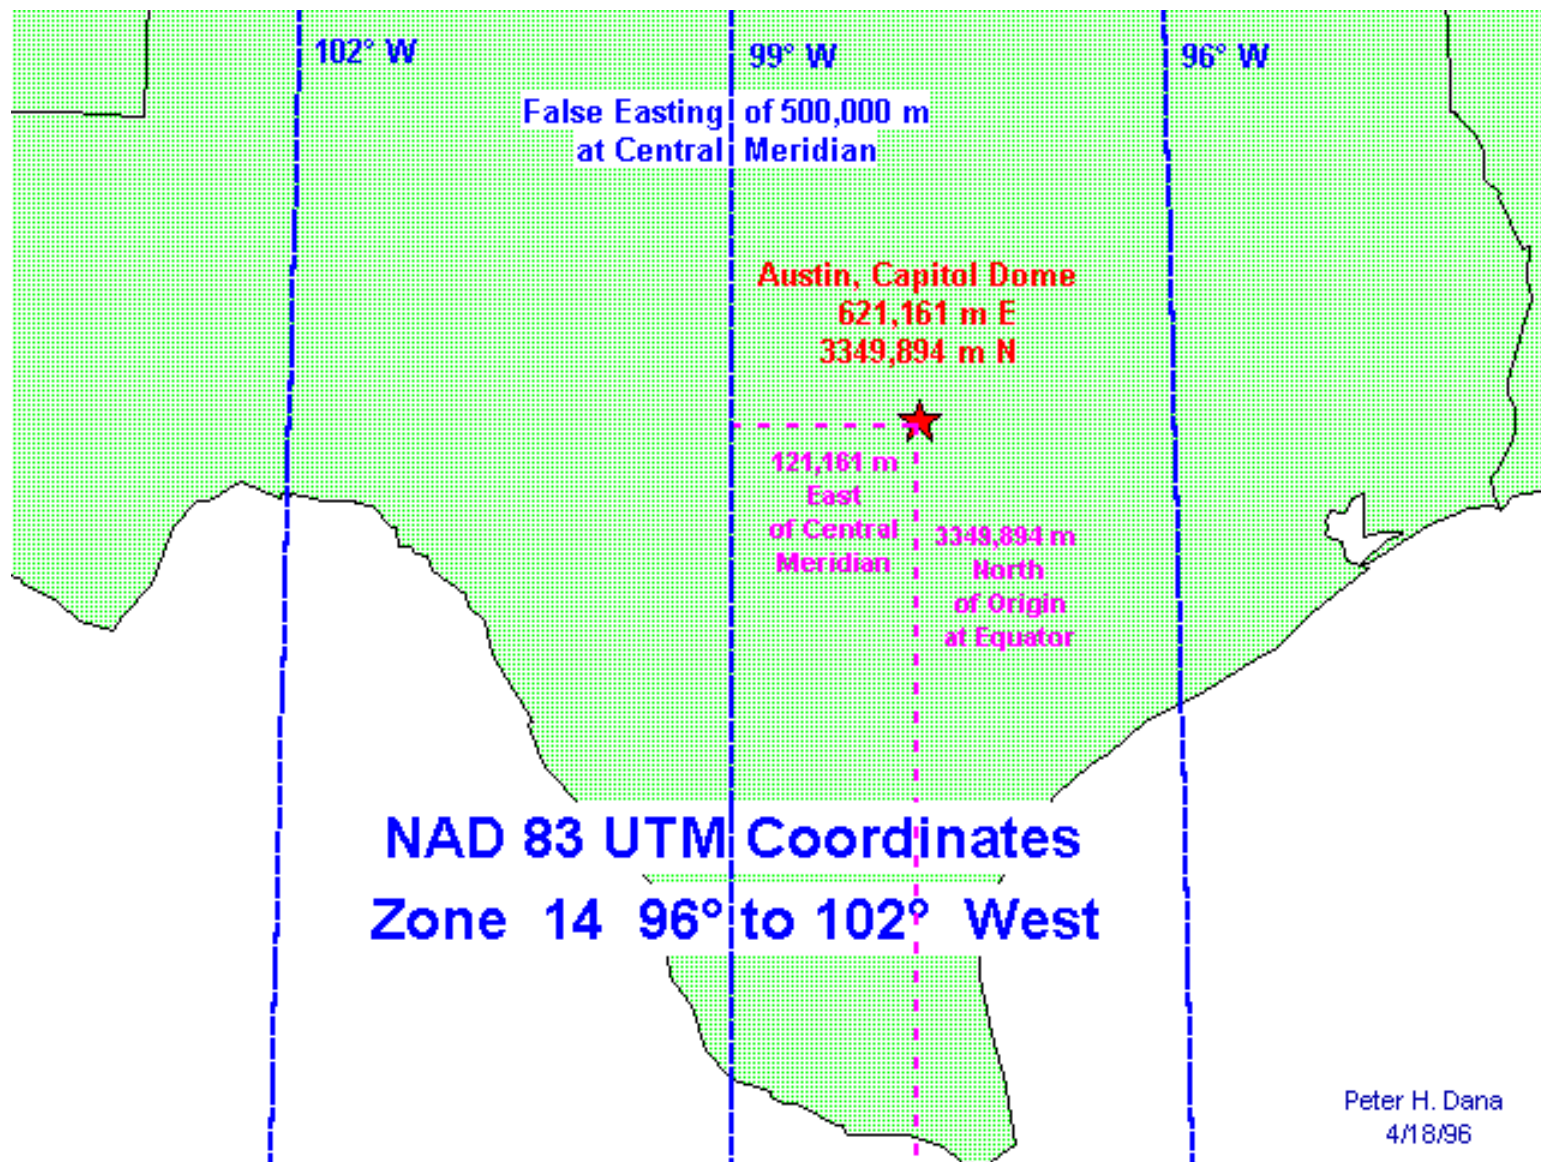 102° W
99° W
96° W
False Easting of 500,000 m
at Central Meridian
Austin, Capitol Dome
621,161 m E
3349,894 m N
121,161 m
East
of Central
Meridian
3349,894 m
North
of Origin
at Equator
NAD 83 UTM Coordinates
Zone 14 96° to 102° West
Peter H. Dana
4/18/96